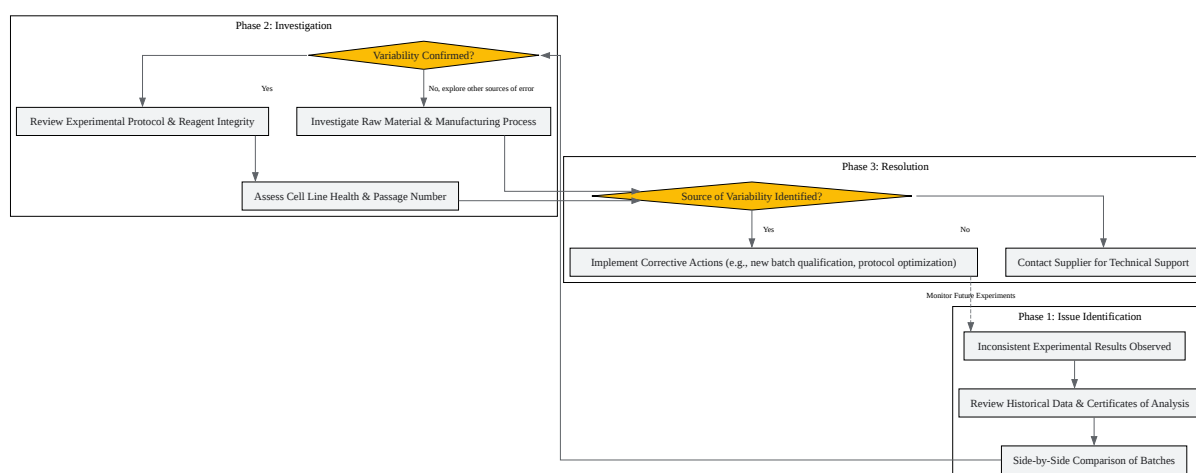 Phase 2: Investigation
Variability Confirmed?
Yes
No, explore other sources of error
Review Experimental Protocol & Reagent Integrity
Investigate Raw Material & Manufacturing Process
Assess Cell Line Health & Passage Number
Phase 3: Resolution
Source of Variability Identified?
Yes
No
Implement Corrective Actions (e.g., new batch qualification, protocol optimization)
Contact Supplier for Technical Support
Monitor Future Experiments
Phase 1: Issue Identification
Inconsistent Experimental Results Observed
Review Historical Data & Certificates of Analysis
Side-by-Side Comparison of Batches